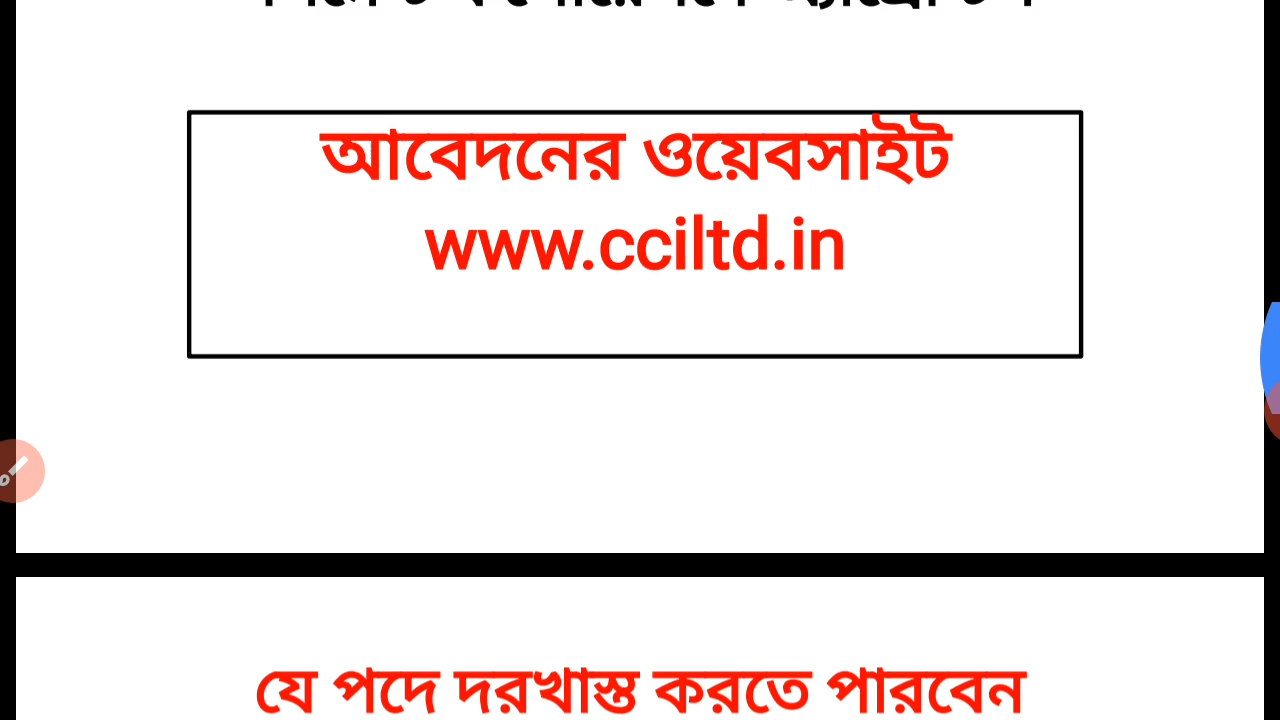 আবেদনের ওয়েবসাইট
www.cciltd.in
যে পদে দরখাস্ত করতে পারবেন